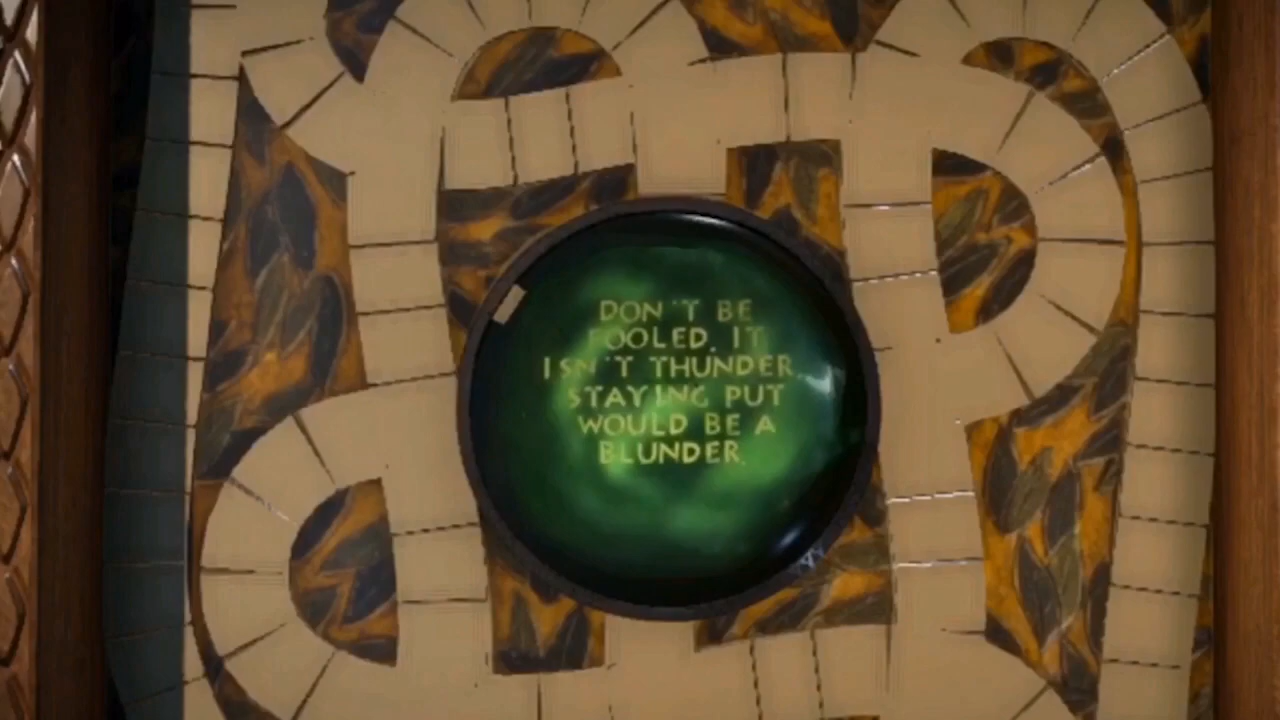 DON'T BE
FOOLED. IT
ISN'T THUNDER.
STAYING PUT
WOULD BE A
BLUNDER.